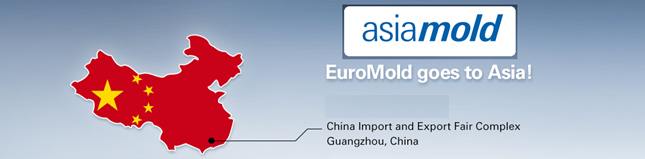 asiamold
EuroMold goes to Asia!
China Import and Export Fair Complex
Guangzhou, China